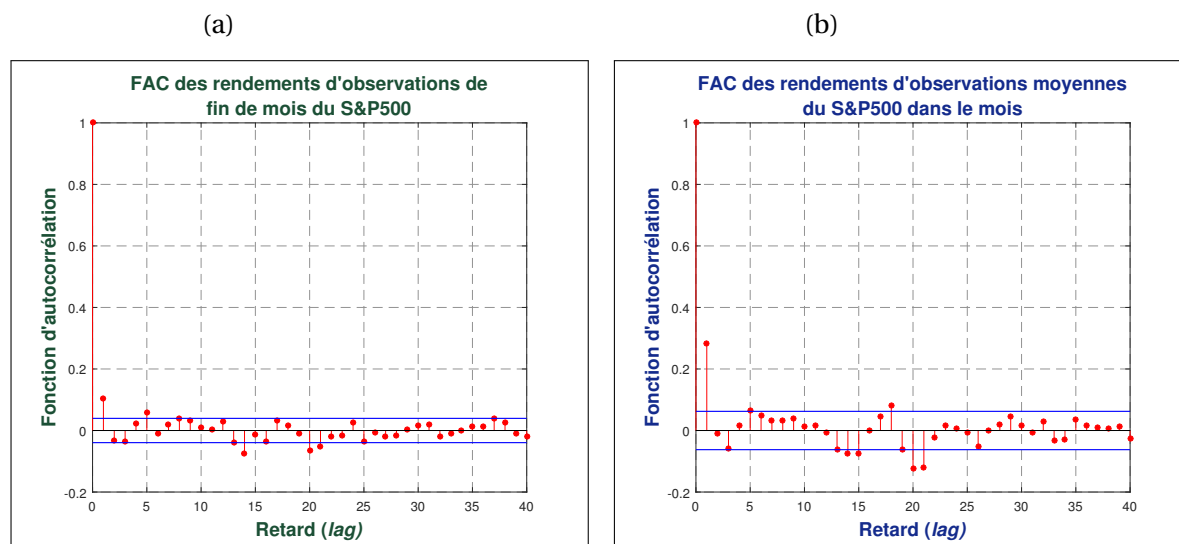 (a)
FAC des rendements d'observations de
fin de mois du S&P500
Fonction d'autocorrélation
1
0.8
0.6
0.4
0.2
0
-0.2
0 5 10 15 20 25 30 35 40
Retard (lag)
(b)
FAC des rendements d'observations moyennes
du S&P500 dans le mois
Fonction d'autocorrélation
1
0.8
0.6
0.4
0.2
0
-0.2
0 5 10 15 20 25 30 35 40
Retard (lag)